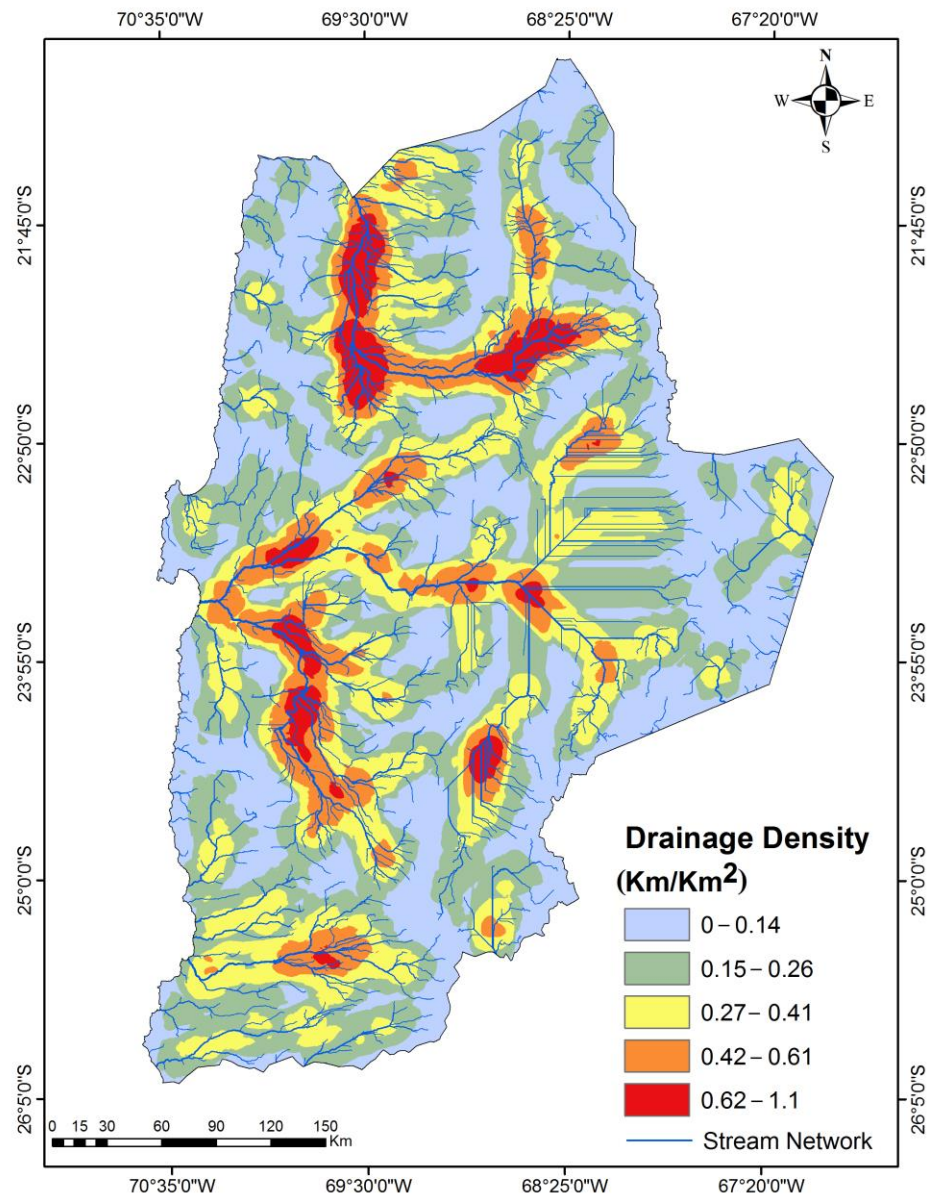 70°35'0"W 69°30'0"W 68°25'0"W 67°20'0"W
N
W E
S
21°45'0"S 21°45'0"S
22°50'0"S 22°50'0"S
23°55'0"S 23°55'0"S
25°0'0"S 25°0'0"S
26°5'0"S 26°5'0"S
Drainage Density
(Km/Km²)
0 – 0.14
0.15 – 0.26
0.27 – 0.41
0.42 – 0.61
0.62 – 1.1
Stream Network
0 15 30 60 90 120 150
Km
70°35'0"W 69°30'0"W 68°25'0"W 67°20'0"W